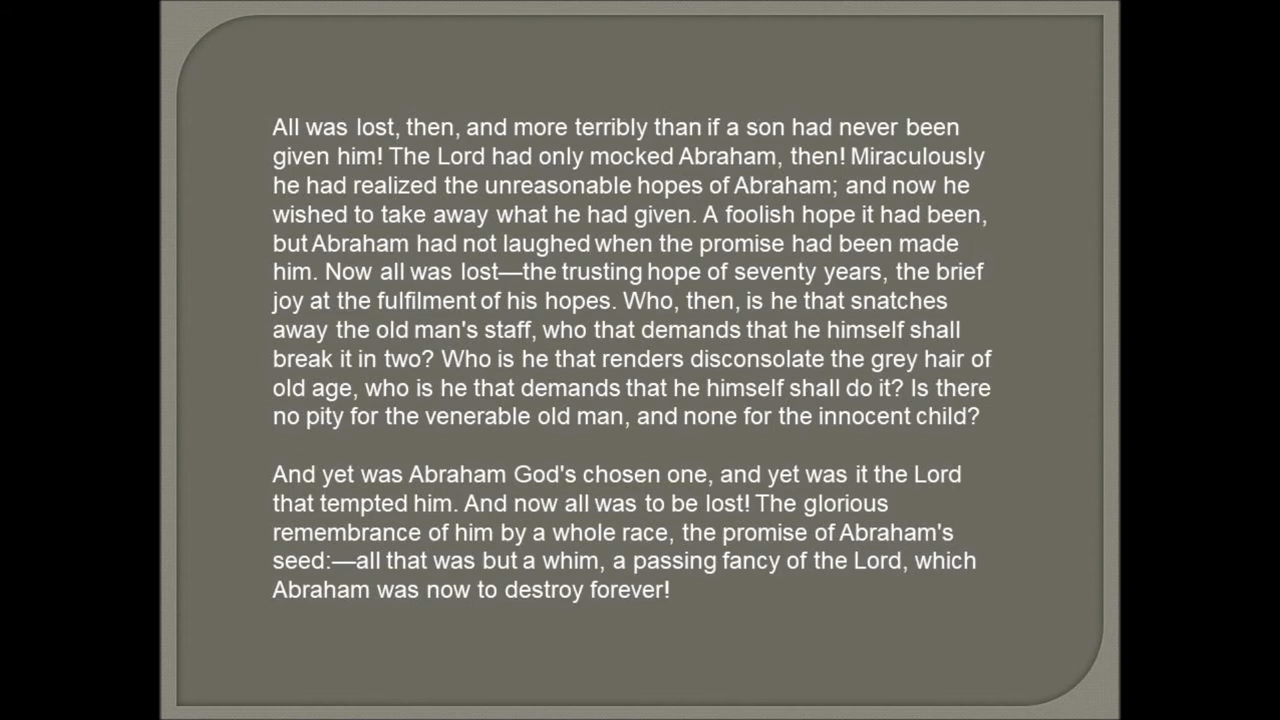 All was lost, then, and more terribly than if a son had never been
given him! The Lord had only mocked Abraham, then! Miraculously
he had realized the unreasonable hopes of Abraham; and now he
wished to take away what he had given. A foolish hope it had been,
but Abraham had not laughed when the promise had been made
him. Now all was lost—the trusting hope of seventy years, the brief
joy at the fulfilment of his hopes. Who, then, is he that snatches
away the old man's staff, who that demands that he himself shall
break it in two? Who is he that renders disconsolate the grey hair of
old age, who is he that demands that he himself shall do it? Is there
no pity for the venerable old man, and none for the innocent child?
And yet was Abraham God's chosen one, and yet was it the Lord
that tempted him. And now all was to be lost! The glorious
remembrance of him by a whole race, the promise of Abraham's
seed:—all that was but a whim, a passing fancy of the Lord, which
Abraham was now to destroy forever!